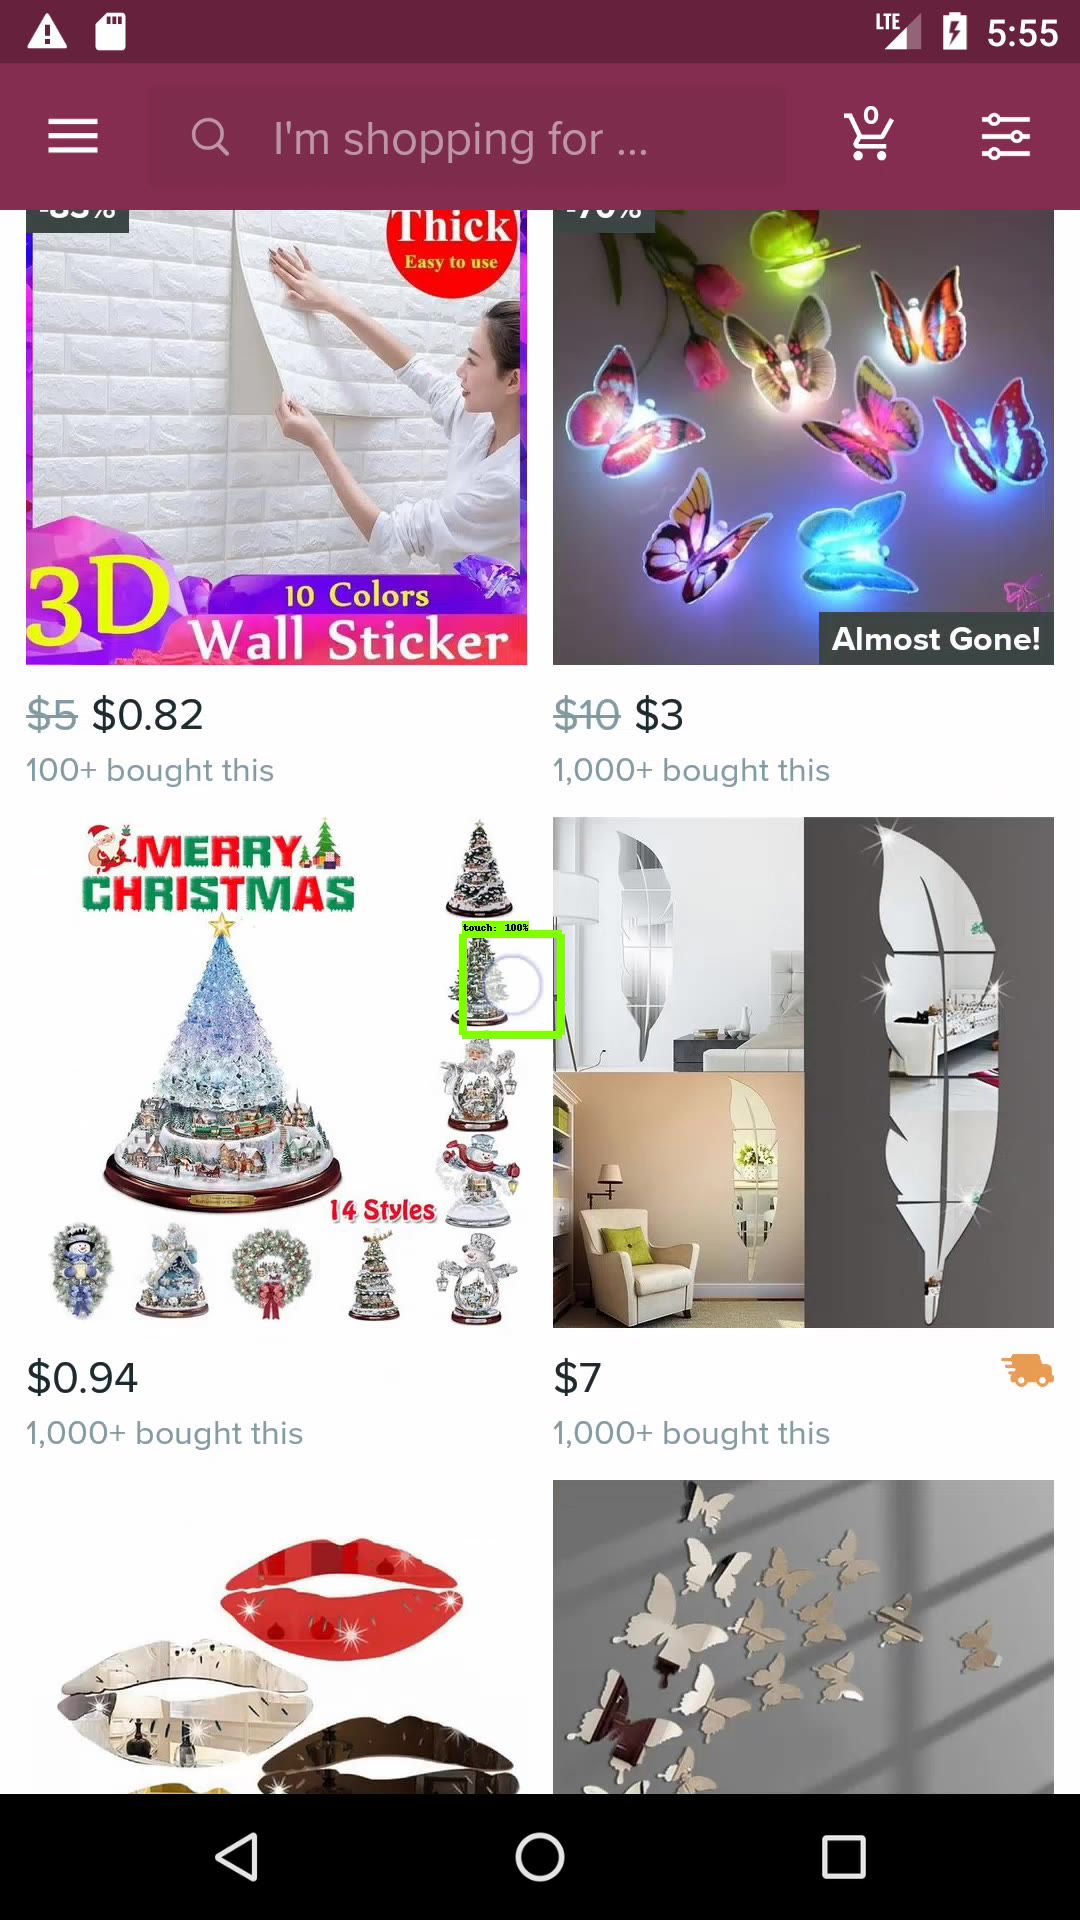 LTE 5:55
I'm shopping for ...
0
-85% -70%
Thick
Easy to use
3D
10 Colors
Wall Sticker
Almost Gone!
$5 $0.82
100+ bought this
$10 $3
1,000+ bought this
MERRY
CHRISTMAS
touch: 100%
14 Styles
$0.94
1,000+ bought this
$7
1,000+ bought this